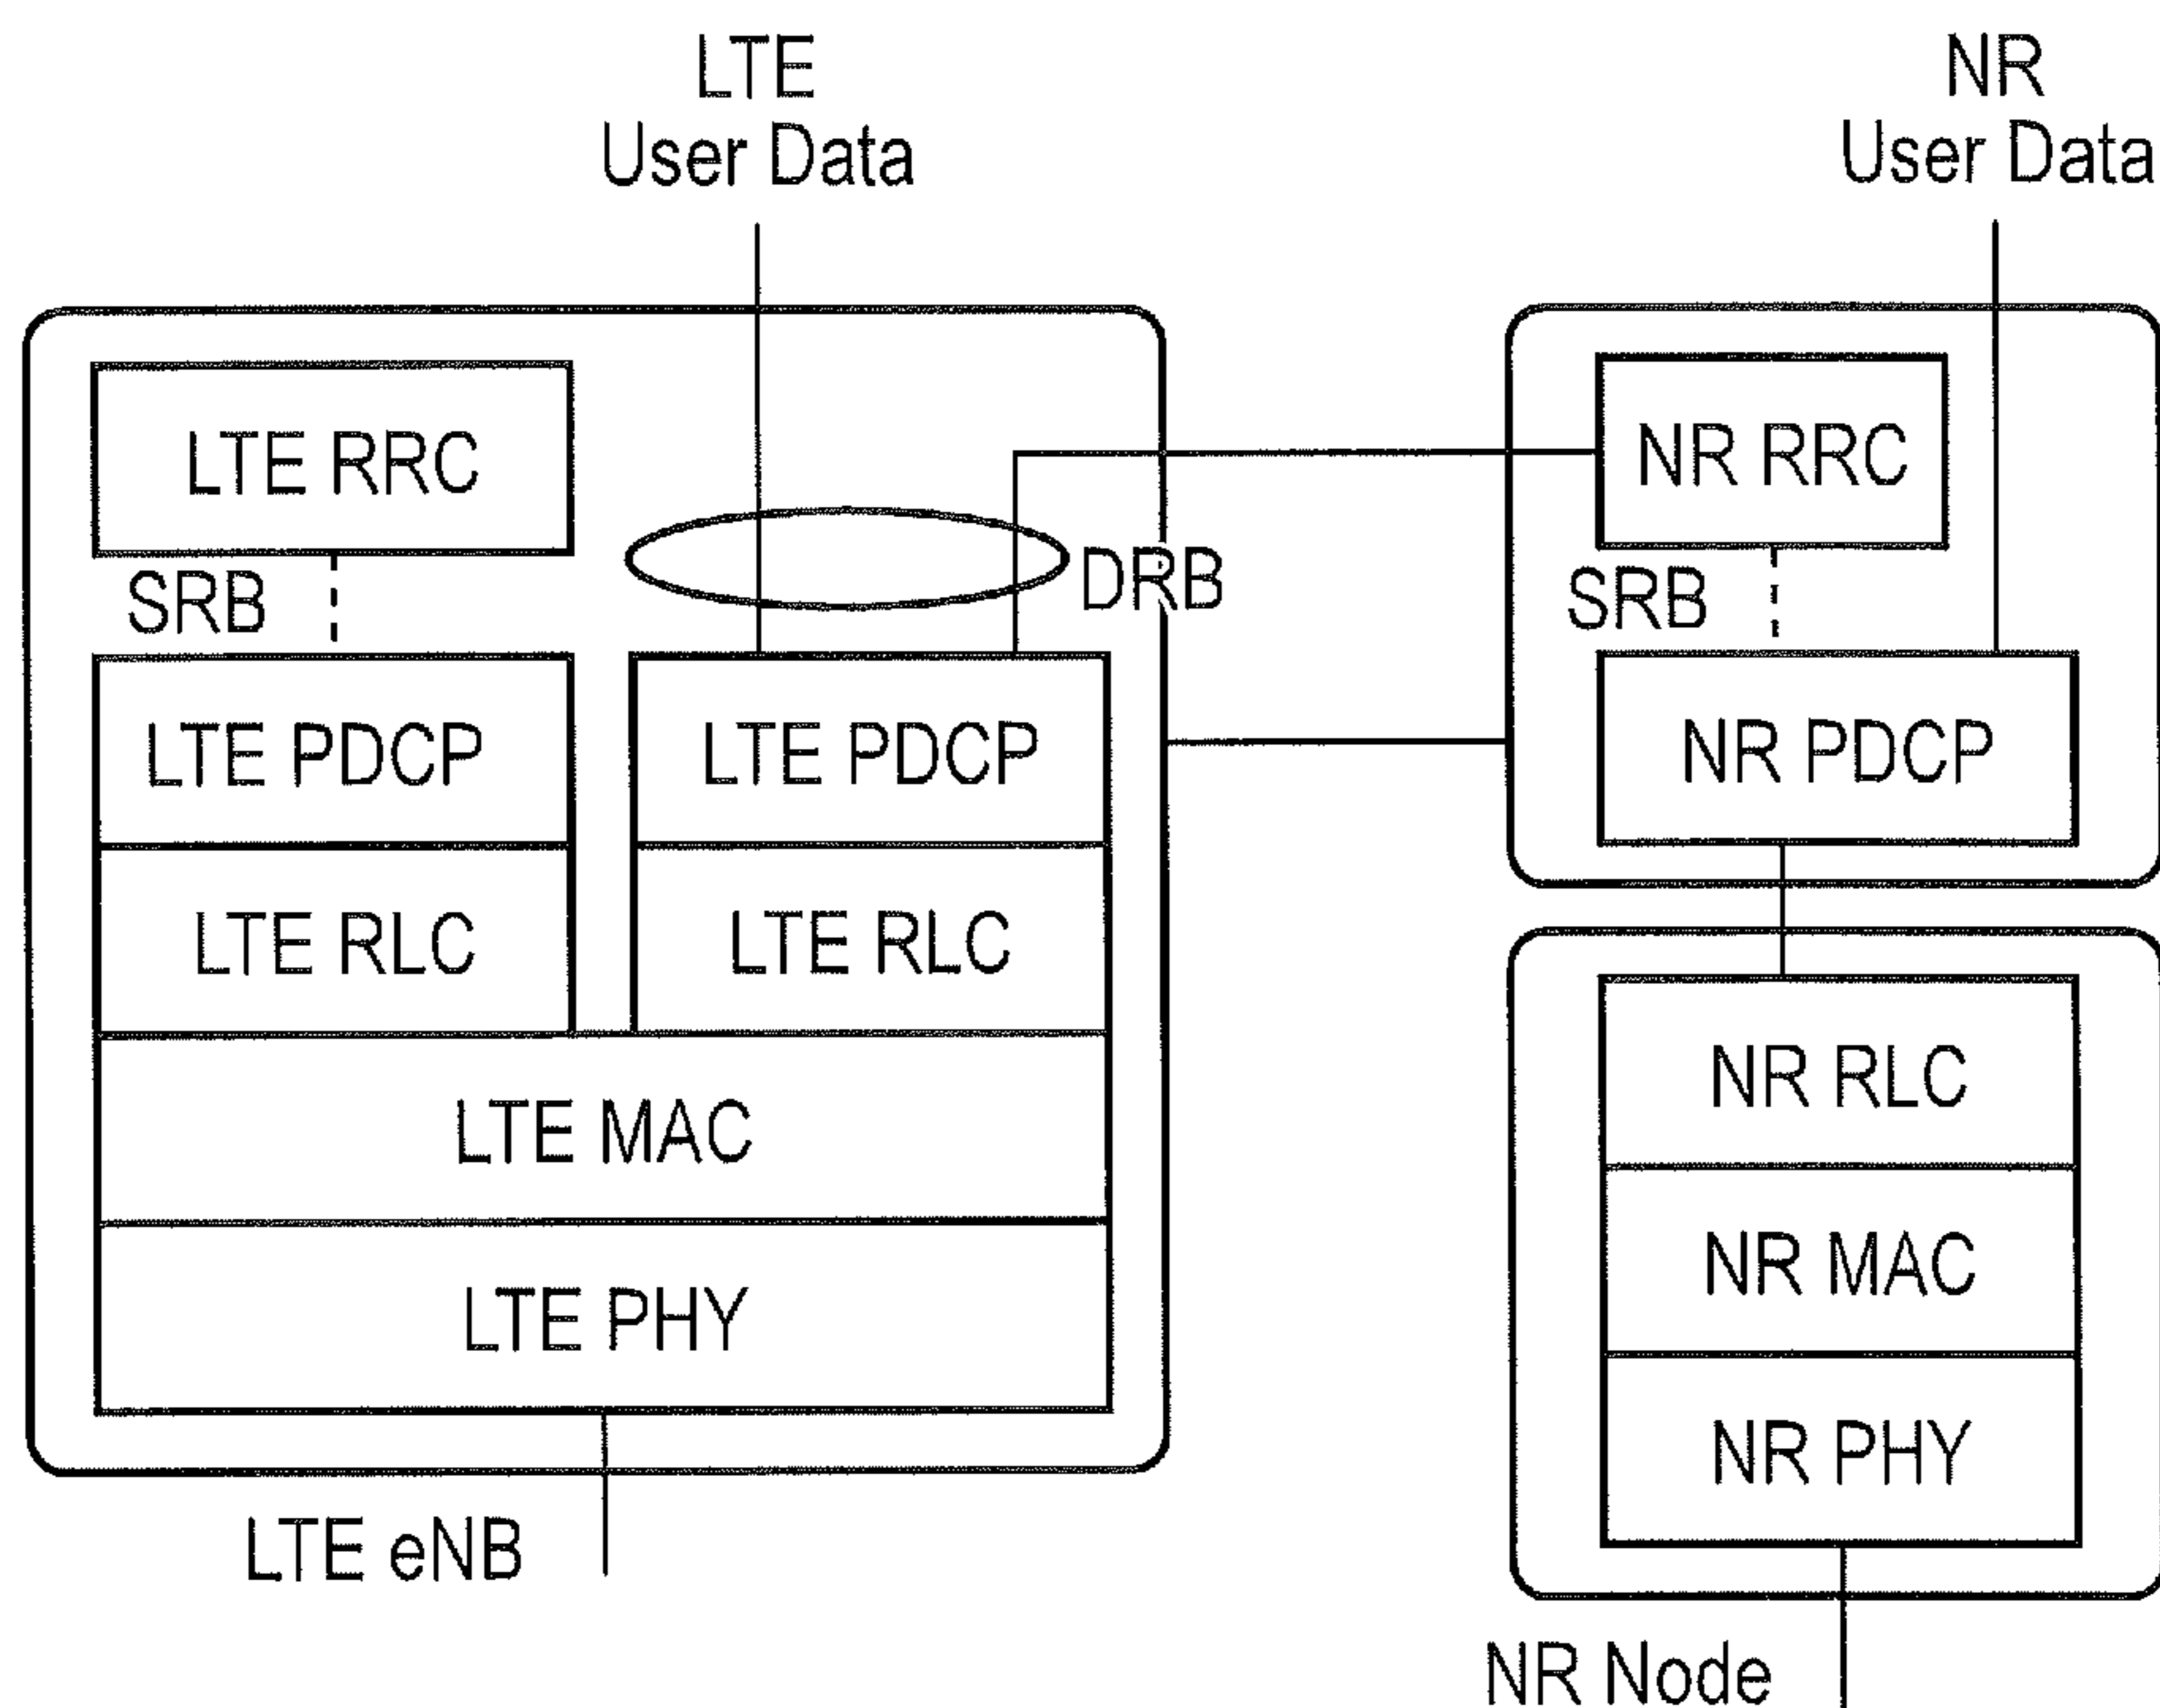 LTE
User Data
NR
User Data
LTE RRC
NR RRC
DRB
SRB
SRB
LTE PDCP
LTE PDCP
NR PDCP
LTE RLC
LTE RLC
NR RLC
LTE MAC
NR MAC
LTE PHY
NR PHY
LTE eNB
NR Node